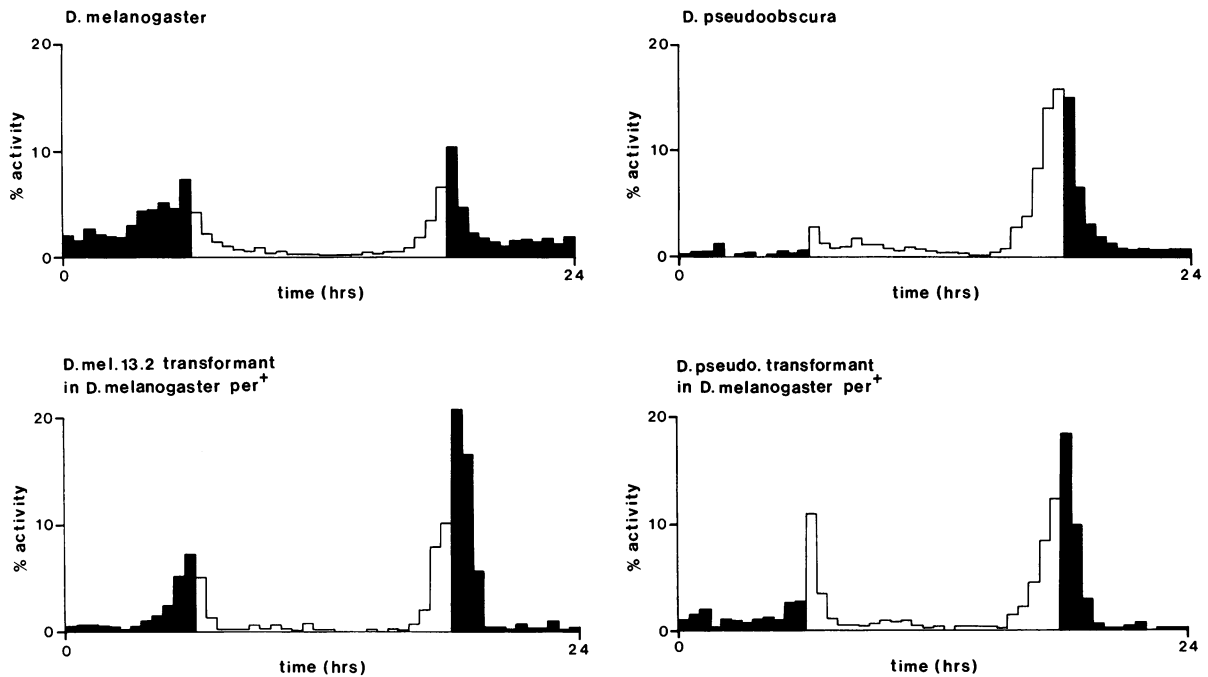 D. melanogaster
20
10
0
% activity
0
24
time (hrs)
D. pseudoobscura
20
10
0
% activity
0
24
time (hrs)
D. mel. 13.2 transformant
in D. melanogaster per+
20
10
0
% activity
0
24
time (hrs)
D. pseudo. transformant
in D. melanogaster per+
20
10
0
% activity
0
24
time (hrs)